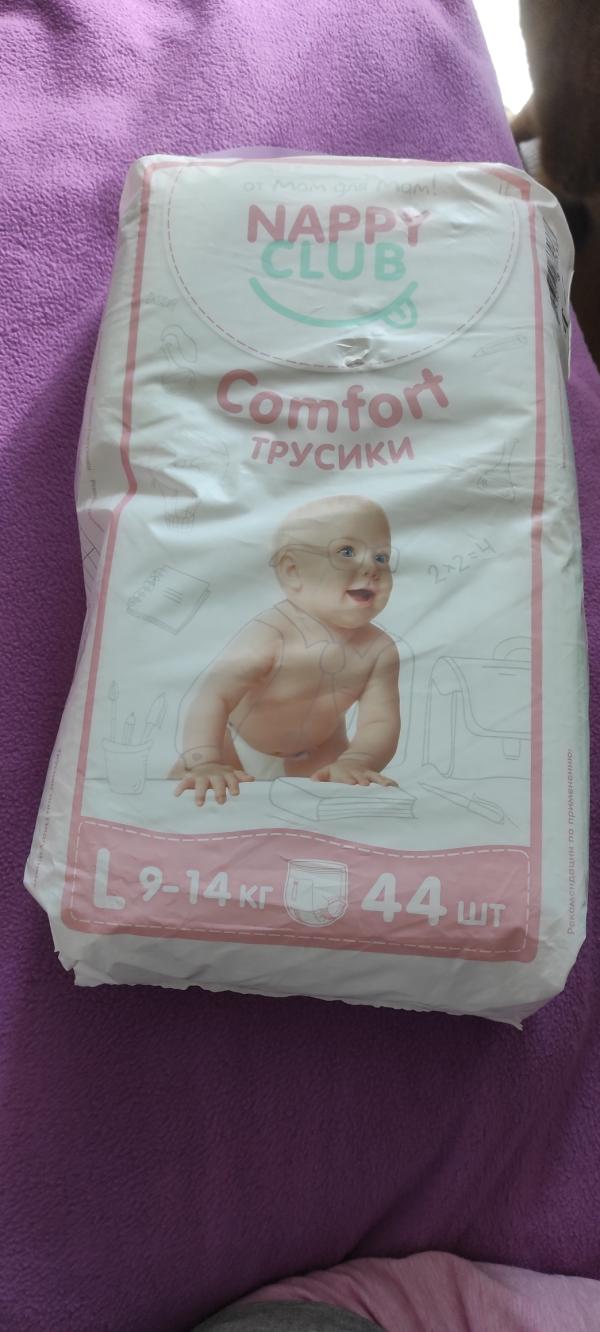 от мам для мам!
NAPPY
CLUB
Comfort
ТРУСИКИ
2×2=4
L 9-14 кг 44 шт
Рекомендации по применению: